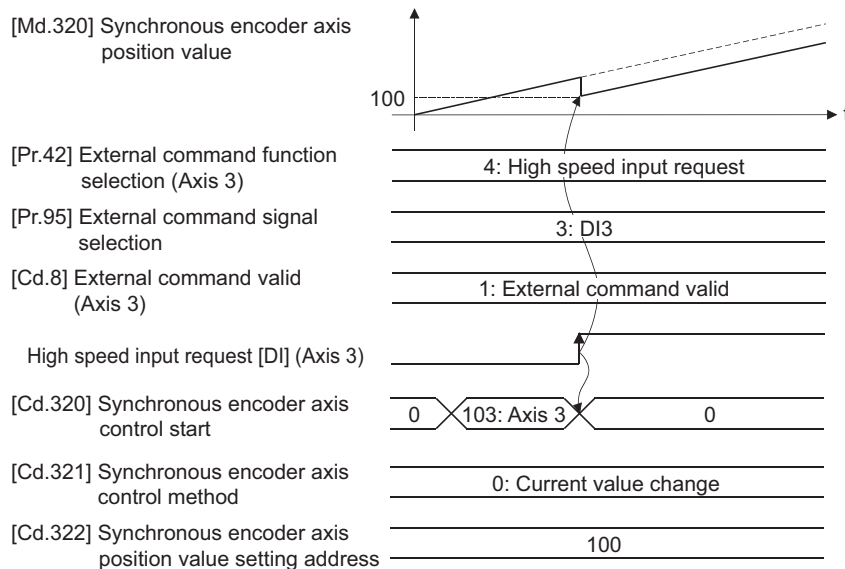 [Md.320] Synchronous encoder axis
position value
100
t
[Pr.42] External command function
selection (Axis 3)
4: High speed input request
[Pr.95] External command signal
selection
3: DI3
[Cd.8] External command valid
(Axis 3)
1: External command valid
High speed input request [DI] (Axis 3)
[Cd.320] Synchronous encoder axis
control start
0
103: Axis 3
0
[Cd.321] Synchronous encoder axis
control method
0: Current value change
[Cd.322] Synchronous encoder axis
position value setting address
100